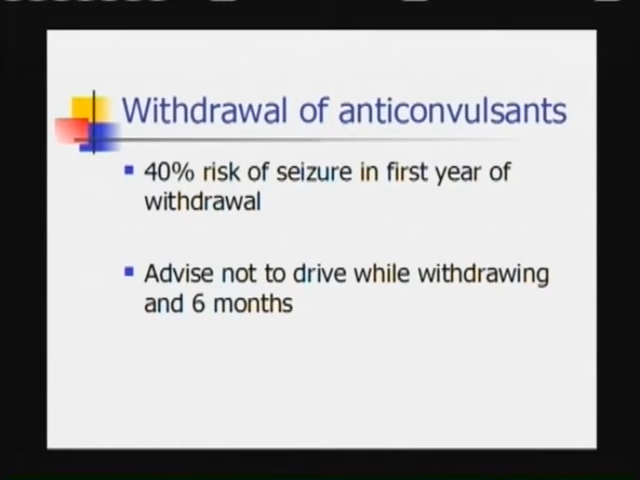 Withdrawal of anticonvulsants
40% risk of seizure in first year of
withdrawal
Advise not to drive while withdrawing
and 6 months